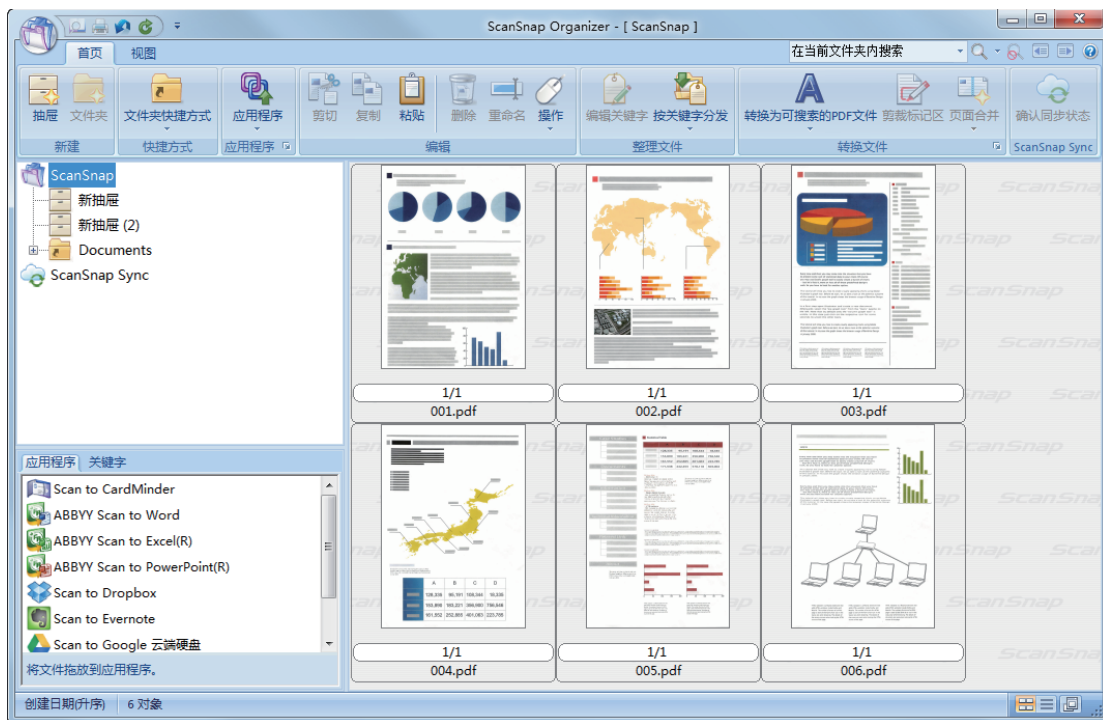 ScanSnap Organizer - [ ScanSnap ]
首页 视图 在当前文件夹内搜索
抽屉 文件夹 文件夹快捷方式 应用程序 剪切 复制 粘贴 删除 重命名 操作 编辑关键字 按关键字分发 转换为可搜索的PDF文件 剪裁标记区 页面合并 确认同步状态
新建 快捷方式 应用程序 编辑 整理文件 转换文件 ScanSnap Sync
ScanSnap
新抽屉
新抽屉 (2)
Documents
ScanSnap Sync
1/1 1/1 1/1
001.pdf 002.pdf 003.pdf
A B C D
1/1 1/1 1/1
004.pdf 005.pdf 006.pdf
应用程序 关键字
Scan to CardMinder
ABBYY Scan to Word
ABBYY Scan to Excel(R)
ABBYY Scan to PowerPoint(R)
Scan to Dropbox
Scan to Evernote
Scan to Google 云端硬盘
将文件拖放到应用程序。
创建日期(升序) 6 对象